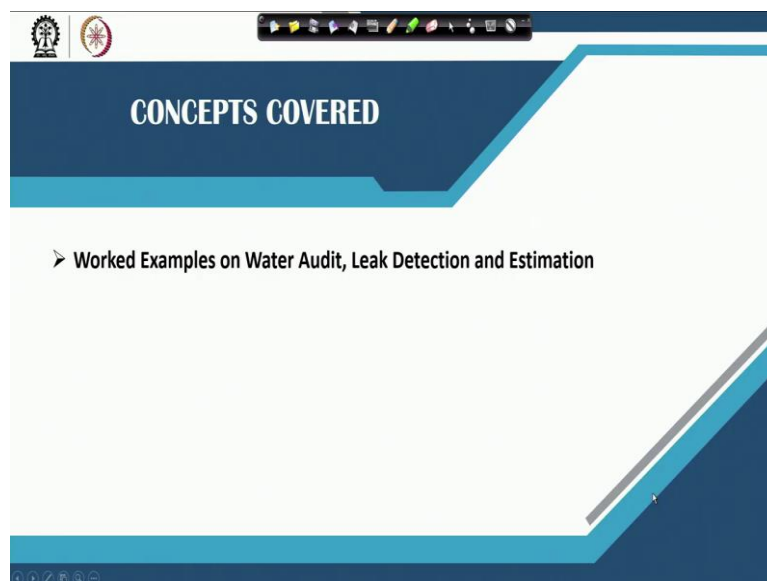 CONCEPTS COVERED
➢ Worked Examples on Water Audit, Leak Detection and Estimation